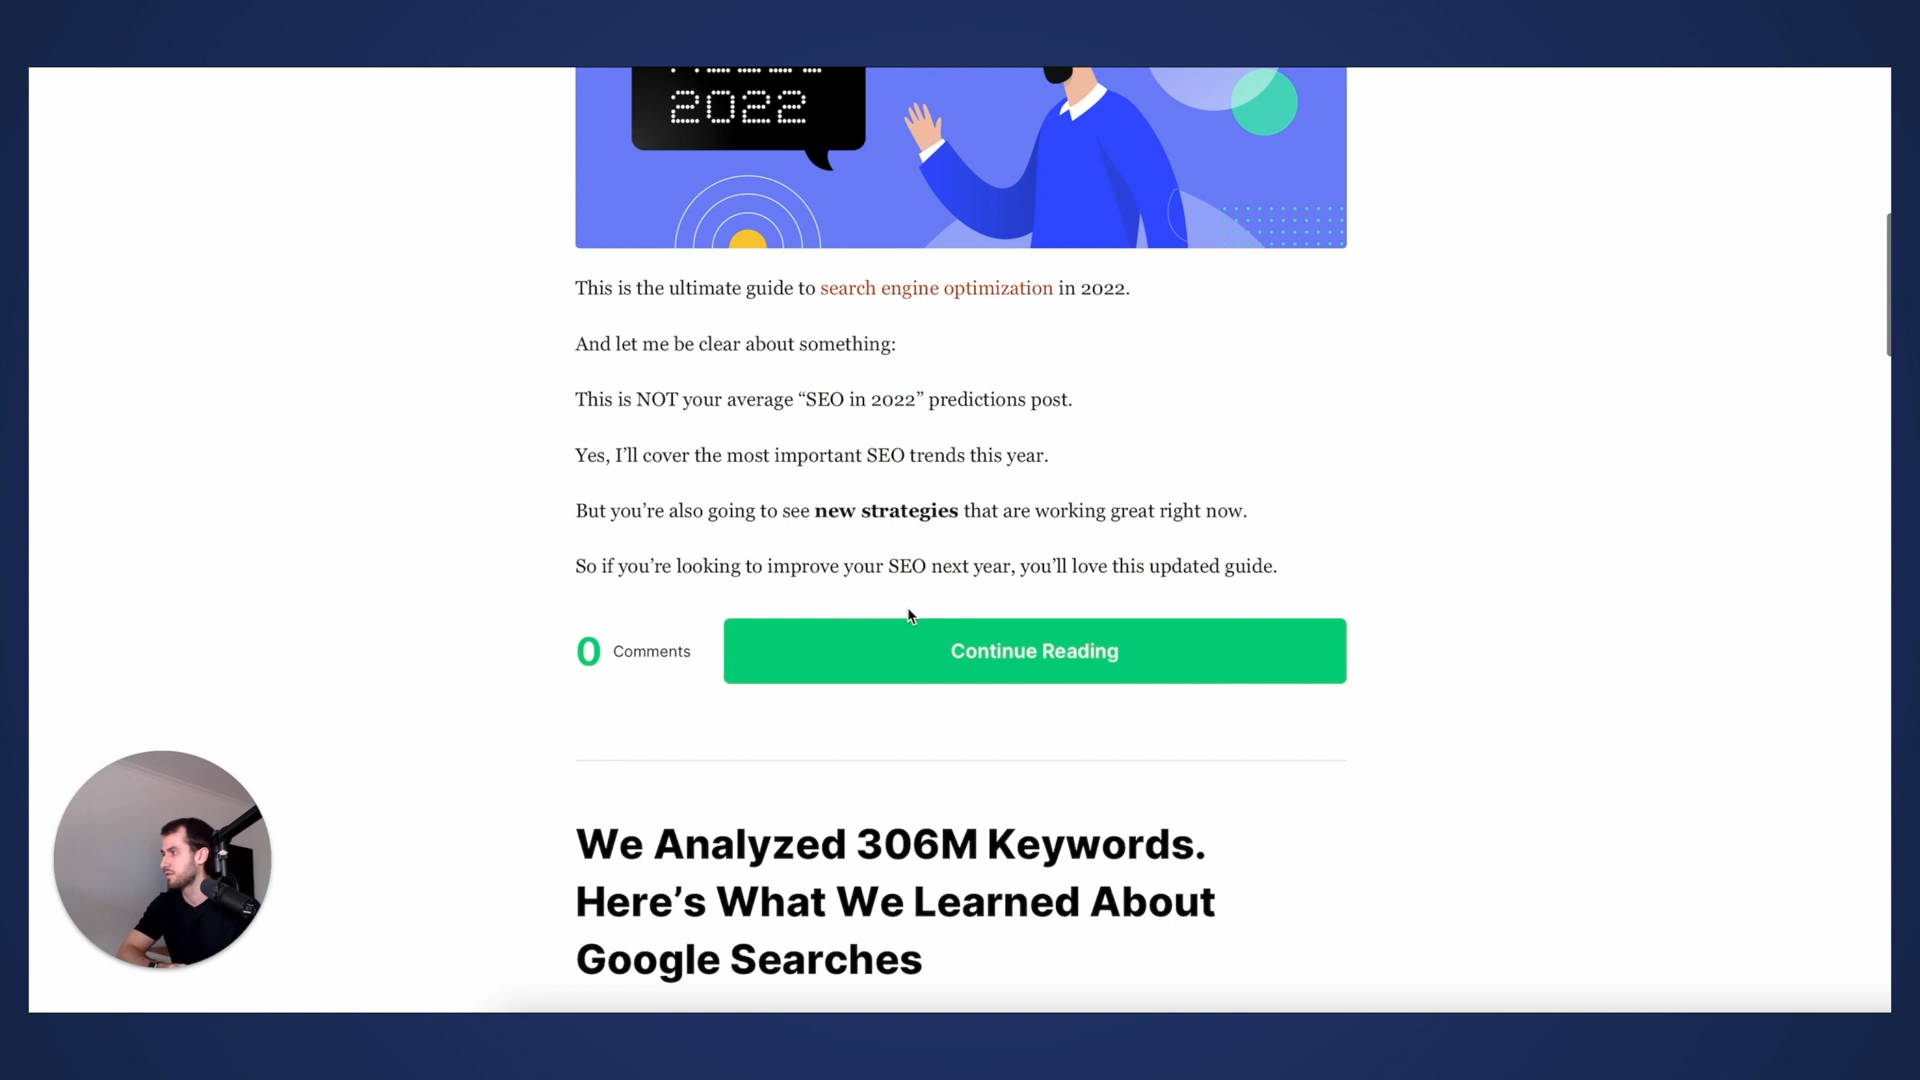 2022
This is the ultimate guide to search engine optimization in 2022.
And let me be clear about something:
This is NOT your average “SEO in 2022” predictions post.
Yes, I’ll cover the most important SEO trends this year.
But you’re also going to see new strategies that are working great right now.
So if you’re looking to improve your SEO next year, you’ll love this updated guide.
0 Comments
Continue Reading
We Analyzed 306M Keywords.
Here’s What We Learned About
Google Searches